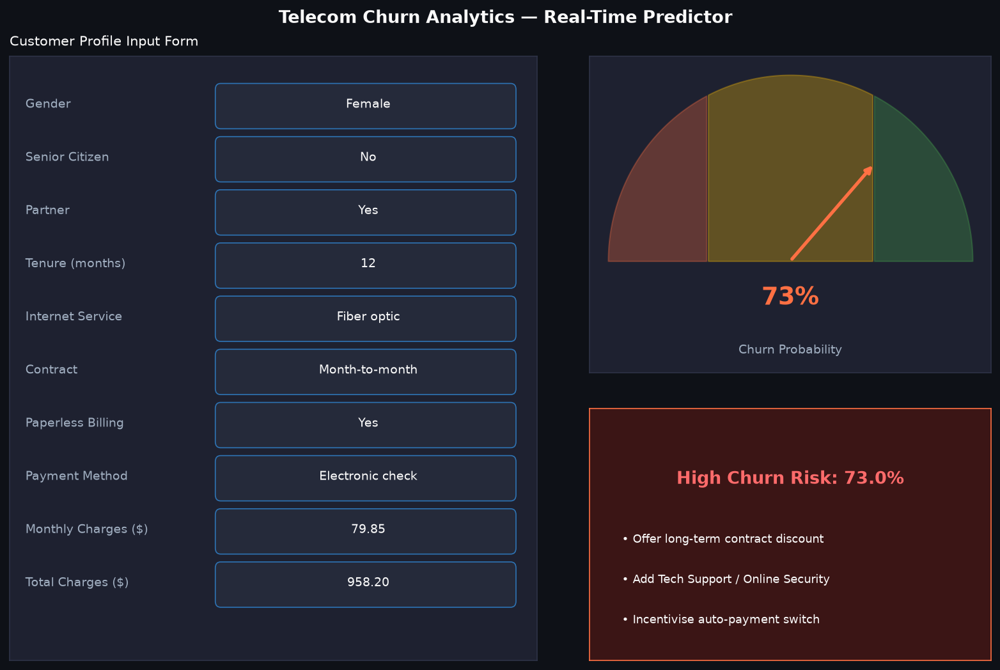 Telecom Churn Analytics — Real-Time Predictor
Customer Profile Input Form
Gender Female
Senior Citizen No
Partner Yes
Tenure (months) 12
Internet Service Fiber optic
Contract Month-to-month
Paperless Billing Yes
Payment Method Electronic check
Monthly Charges ($) 79.85
Total Charges ($) 958.20
73%
Churn Probability
High Churn Risk: 73.0%
• Offer long-term contract discount
• Add Tech Support / Online Security
• Incentivise auto-payment switch